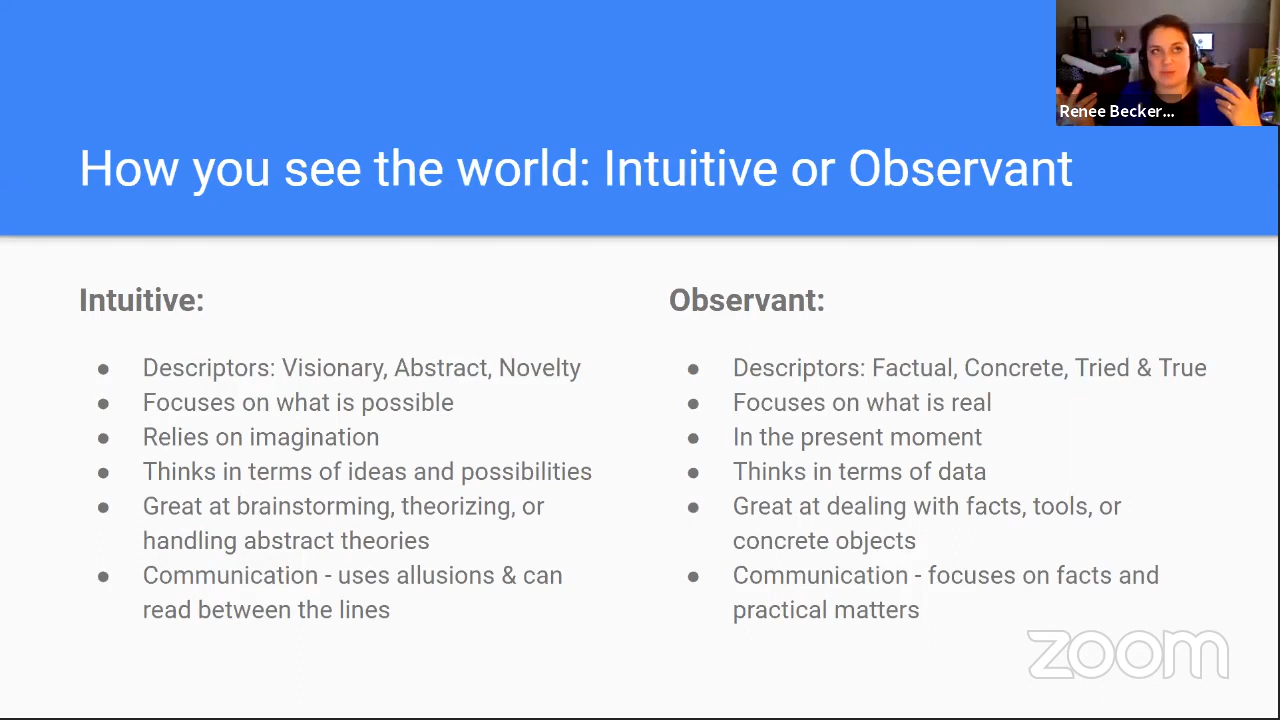 Renee Becker...
How you see the world: Intuitive or Observant
Intuitive:
● Descriptors: Visionary, Abstract, Novelty
● Focuses on what is possible
● Relies on imagination
● Thinks in terms of ideas and possibilities
● Great at brainstorming, theorizing, or
handling abstract theories
● Communication - uses allusions & can
read between the lines
Observant:
● Descriptors: Factual, Concrete, Tried & True
● Focuses on what is real
● In the present moment
● Thinks in terms of data
● Great at dealing with facts, tools, or
concrete objects
● Communication - focuses on facts and
practical matters
zoom